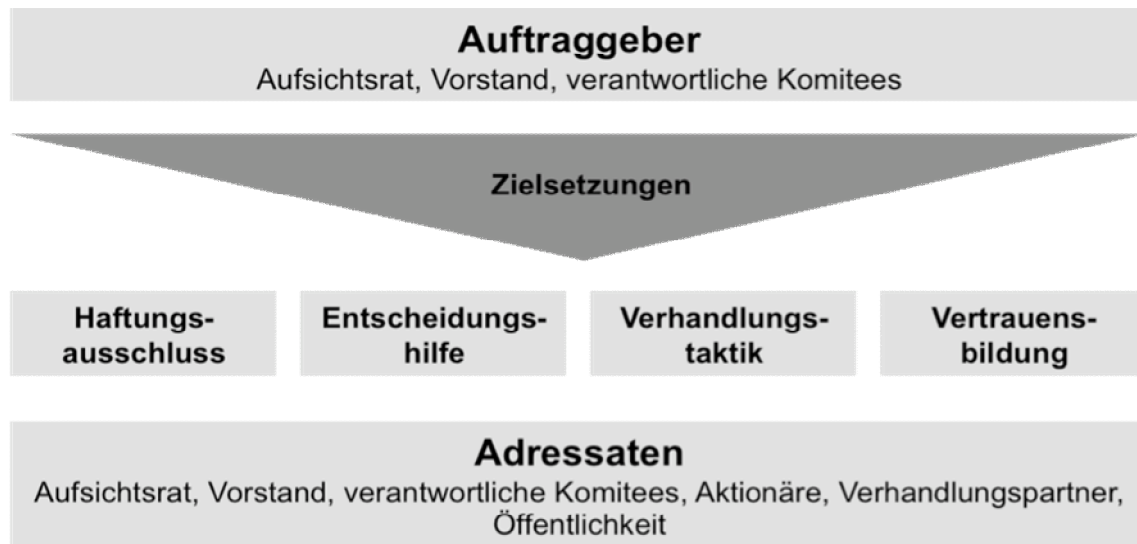 Auftraggeber
Aufsichtsrat, Vorstand, verantwortliche Komitees
Zielsetzungen
Haftungs-
ausschluss
Entscheidungs-
hilfe
Verhandlungs-
taktik
Vertrauens-
bildung
Adressaten
Aufsichtsrat, Vorstand, verantwortliche Komitees, Aktionäre, Verhandlungspartner,
Öffentlichkeit